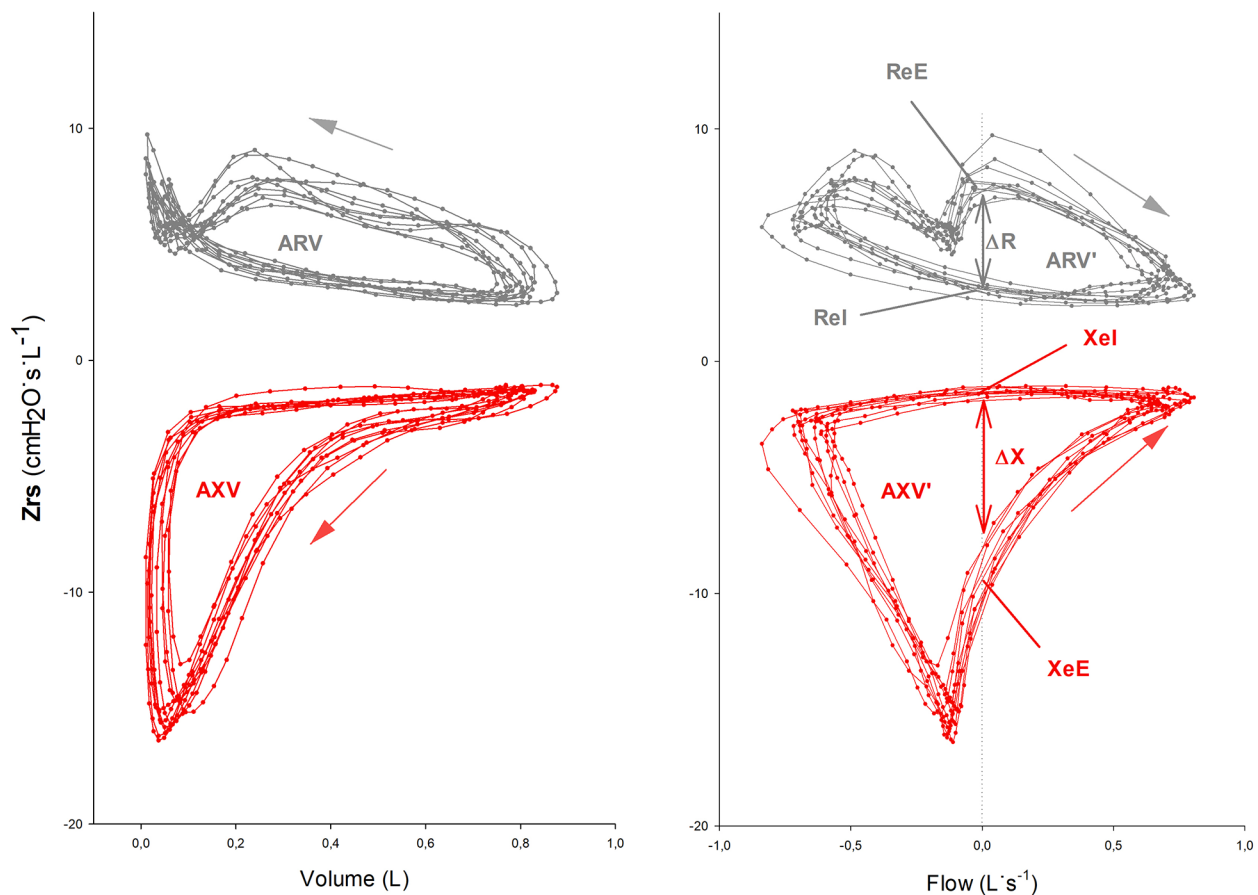 Zrs (cmH2O·s·L⁻¹)
10
0
-10
-20
ARV
AXV
0,0
0,2
0,4
0,6
0,8
1,0
Volume (L)
10
0
-10
-20
ReE
ΔR
ARV'
ReI
XeI
ΔX
AXV'
XeE
-1,0
-0,5
0,0
0,5
1,0
Flow (L·s⁻¹)